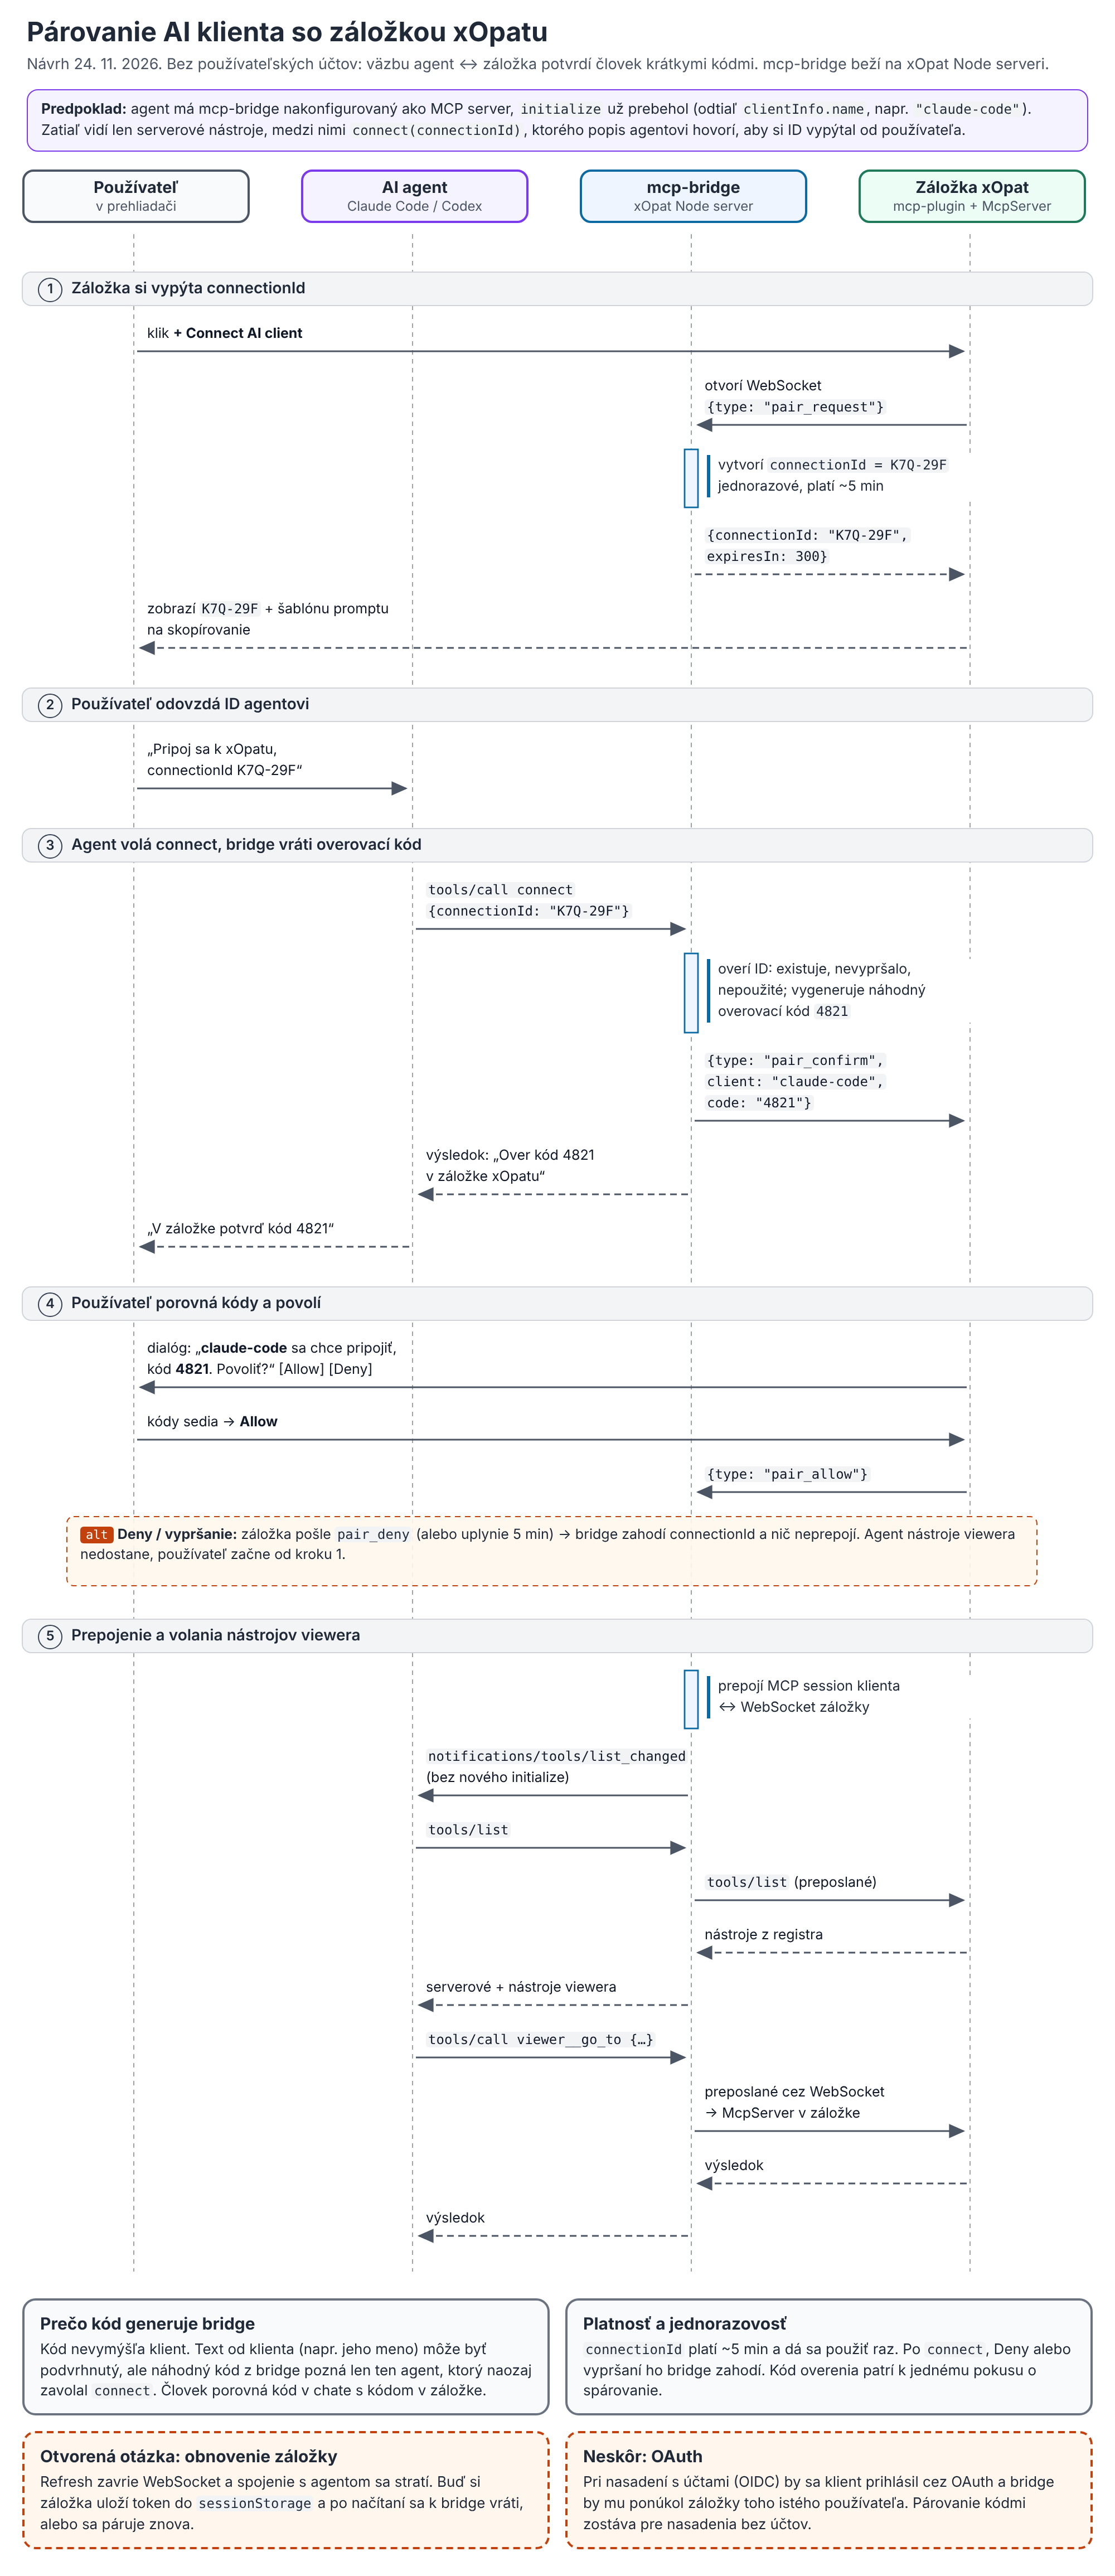 Párovanie AI klienta so záložkou xOpatu
Návrh 24. 11. 2026. Bez používateľských účtov: väzbu agent ↔ záložka potvrdí človek krátkymi kódmi. mcp-bridge beží na xOpat Node serveri.
Predpoklad: agent má mcp-bridge nakonfigurovaný ako MCP server, initialize už prebehol (odtiaľ clientInfo.name, napr. "claude-code").
Zatiaľ vidí len serverové nástroje, medzi nimi connect(connectionId), ktorého popis agentovi hovorí, aby si ID vypýtal od používateľa.
Používateľ
v prehliadači
AI agent
Claude Code / Codex
mcp-bridge
xOpat Node server
Záložka xOpat
mcp-plugin + McpServer
1 Záložka si vypýta connectionId
klik + Connect AI client
otvorí WebSocket
{type: "pair_request"}
vytvorí connectionId = K7Q-29F
jednorazové, platí ~5 min
{connectionId: "K7Q-29F",
expiresIn: 300}
zobrazí K7Q-29F + šablónu promptu
na skopírovanie
2 Používateľ odovzdá ID agentovi
„Pripoj sa k xOpatu,
connectionId K7Q-29F“
3 Agent volá connect, bridge vráti overovací kód
tools/call connect
{connectionId: "K7Q-29F"}
overí ID: existuje, nevypršalo,
nepoužité; vygeneruje náhodný
overovací kód 4821
{type: "pair_confirm",
client: "claude-code",
code: "4821"}
výsledok: „Over kód 4821
v záložke xOpatu“
„V záložke potvrď kód 4821“
4 Používateľ porovná kódy a povolí
dialóg: „claude-code sa chce pripojiť,
kód 4821. Povoliť?“ [Allow] [Deny]
kódy sedia → Allow
{type: "pair_allow"}
alt Deny / vypršanie: záložka pošle pair_deny (alebo uplynie 5 min) → bridge zahodí connectionId a nič neprepojí. Agent nástroje viewera
nedostane, používateľ začne od kroku 1.
5 Prepojenie a volania nástrojov viewera
prepojí MCP session klienta
↔ WebSocket záložky
notifications/tools/list_changed
(bez nového initialize)
tools/list
tools/list (preposlané)
nástroje z registra
serverové + nástroje viewera
tools/call viewer__go_to {…}
preposlané cez WebSocket
→ McpServer v záložke
výsledok
výsledok
Prečo kód generuje bridge
Kód nevymýšľa klient. Text od klienta (napr. jeho meno) môže byť
podvrhnutý, ale náhodný kód z bridge pozná len ten agent, ktorý naozaj
zavolal connect. Človek porovná kód v chate s kódom v záložke.
Platnosť a jednorazovosť
connectionId platí ~5 min a dá sa použiť raz. Po connect, Deny alebo
vypršaní ho bridge zahodí. Kód overenia patrí k jednému pokusu o
spárovanie.
Otvorená otázka: obnovenie záložky
Refresh zavrie WebSocket a spojenie s agentom sa stratí. Buď si
záložka uloží token do sessionStorage a po načítaní sa k bridge vráti,
alebo sa páruje znova.
Neskôr: OAuth
Pri nasadení s účtami (OIDC) by sa klient prihlásil cez OAuth a bridge
by mu ponúkol záložky toho istého používateľa. Párovanie kódmi
zostáva pre nasadenia bez účtov.